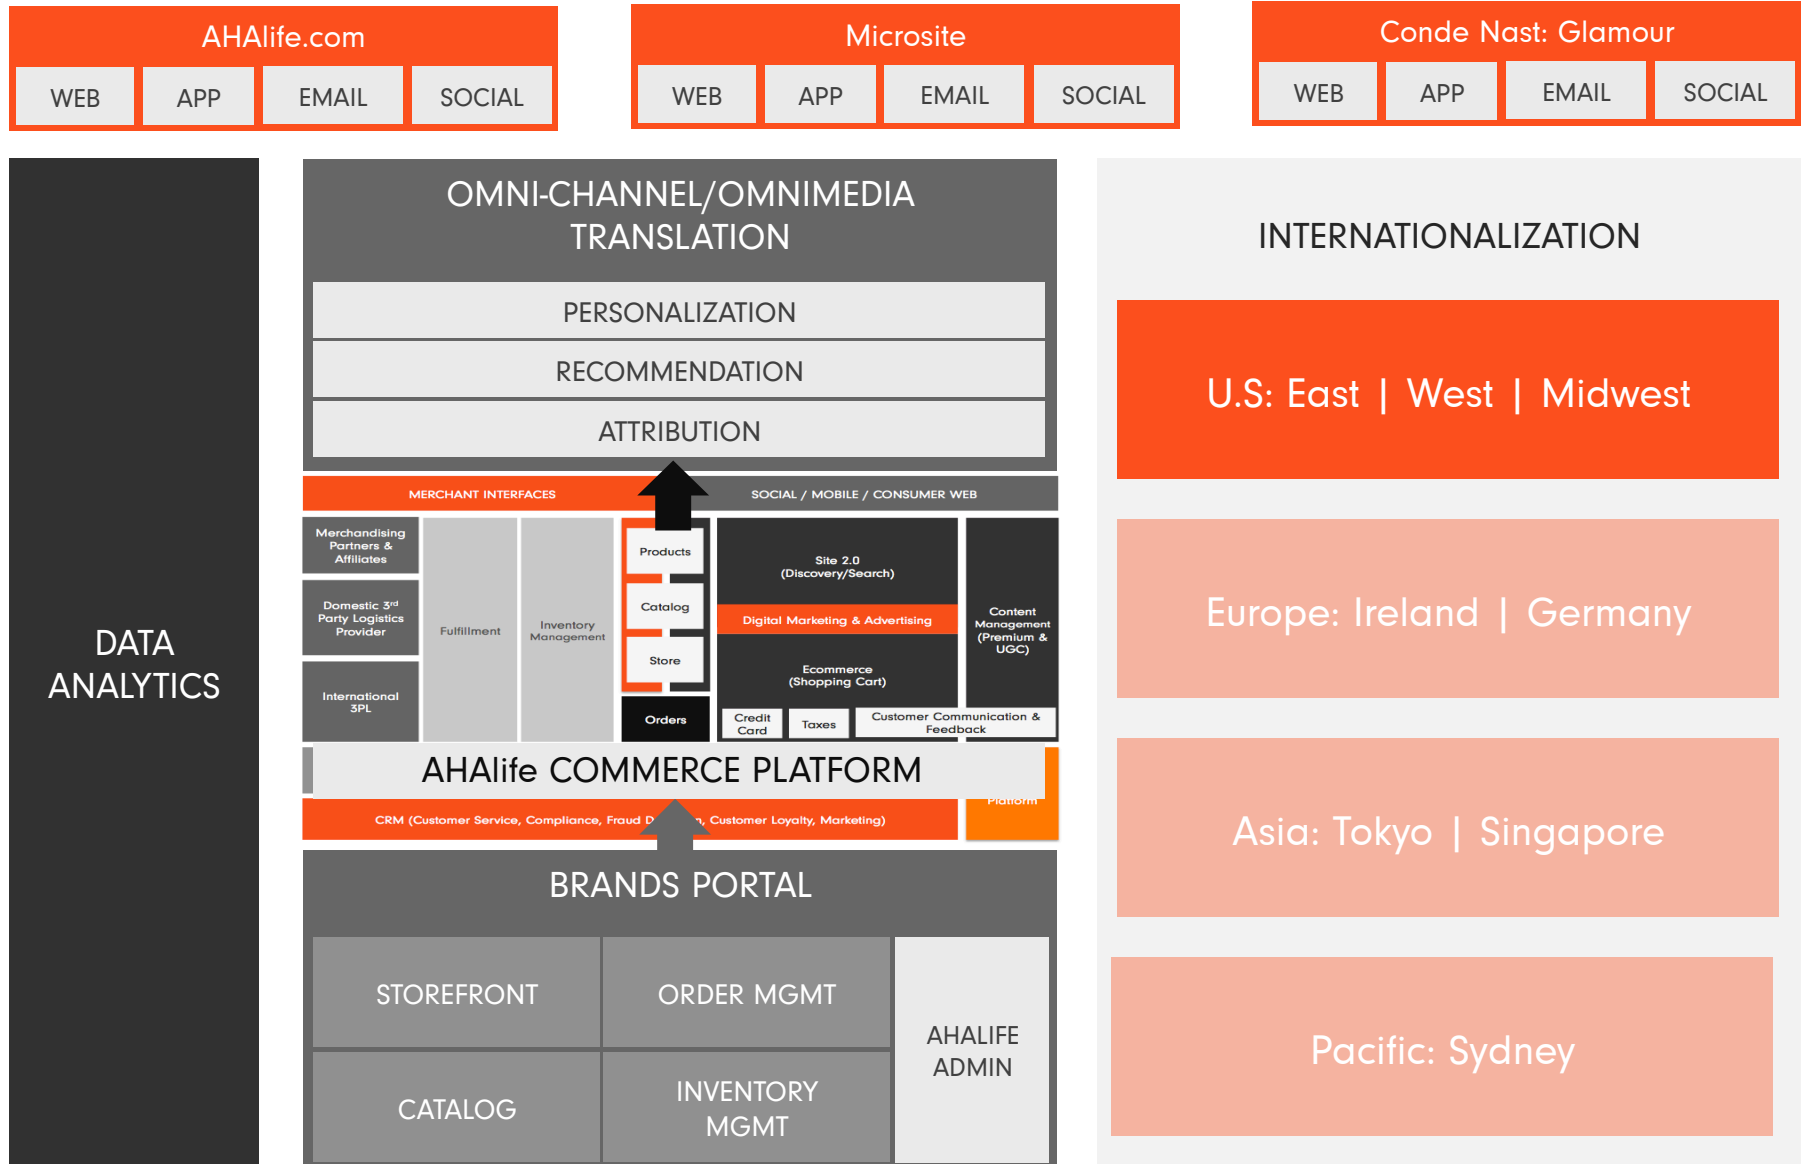 AHAlife.com
WEB
APP
EMAIL
SOCIAL
Microsite
WEB
APP
EMAIL
SOCIAL
Conde Nast: Glamour
WEB
APP
EMAIL
SOCIAL
DATA
ANALYTICS
OMNI-CHANNEL/OMNIMEDIA
TRANSLATION
PERSONALIZATION
RECOMMENDATION
ATTRIBUTION
MERCHANT INTERFACES
SOCIAL / MOBILE / CONSUMER WEB
Merchandising
Partners &
Affiliates
Domestic 3rd
Party Logistics
Provider
International
3PL
Fulfillment
Inventory
Management
Products
Catalog
Store
Orders
Site 2.0
(Discovery/Search)
Digital Marketing & Advertising
Ecommerce
(Shopping Cart)
Credit
Card
Taxes
Customer Communication &
Feedback
Content
Management
(Premium &
UGC)
AHAlife COMMERCE PLATFORM
Platform
CRM (Customer Service, Compliance, Fraud Customer Loyalty, Marketing)
BRANDS PORTAL
STOREFRONT
ORDER MGMT
CATALOG
INVENTORY
MGMT
AHALIFE
ADMIN
INTERNATIONALIZATION
U.S: East | West | Midwest
Europe: Ireland | Germany
Asia: Tokyo | Singapore
Pacific: Sydney